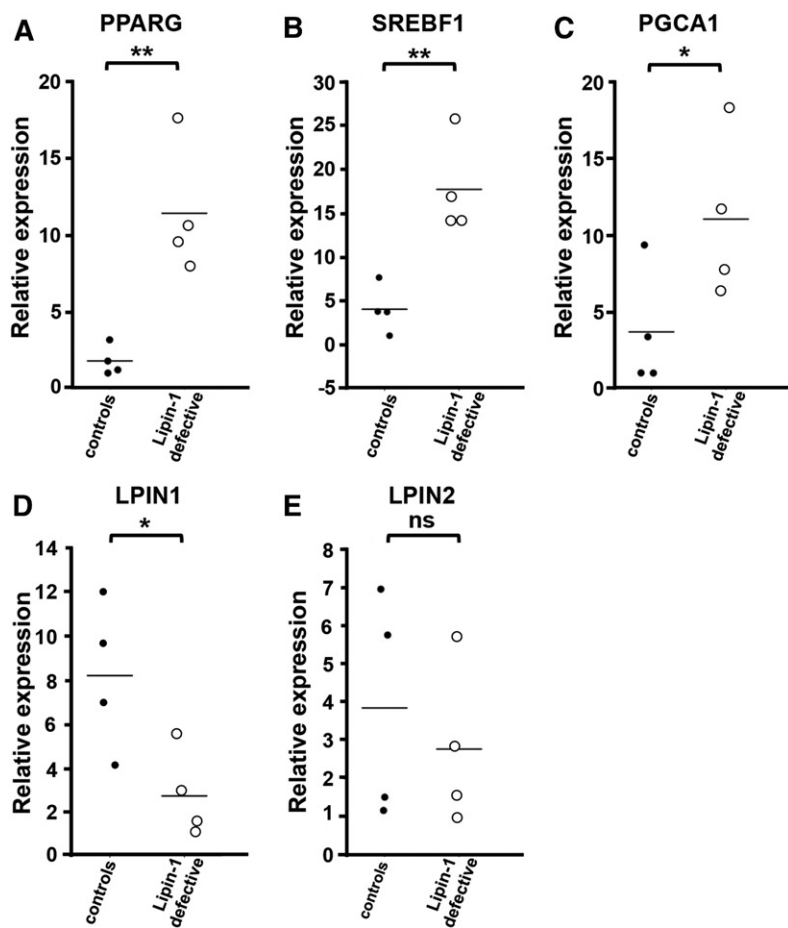 A
PPARG
**
Relative expression
20
15
10
5
0
controls
Lipin-1
defective
B
SREBF1
**
Relative expression
30
25
20
15
10
5
0
-5
controls
Lipin-1
defective
C
PGCA1
*
Relative expression
20
15
10
5
0
controls
Lipin-1
defective
D
LPIN1
*
Relative expression
14
12
10
8
6
4
2
0
controls
Lipin-1
defective
E
LPIN2
ns
Relative expression
8
7
6
5
4
3
2
1
0
controls
Lipin-1
defective